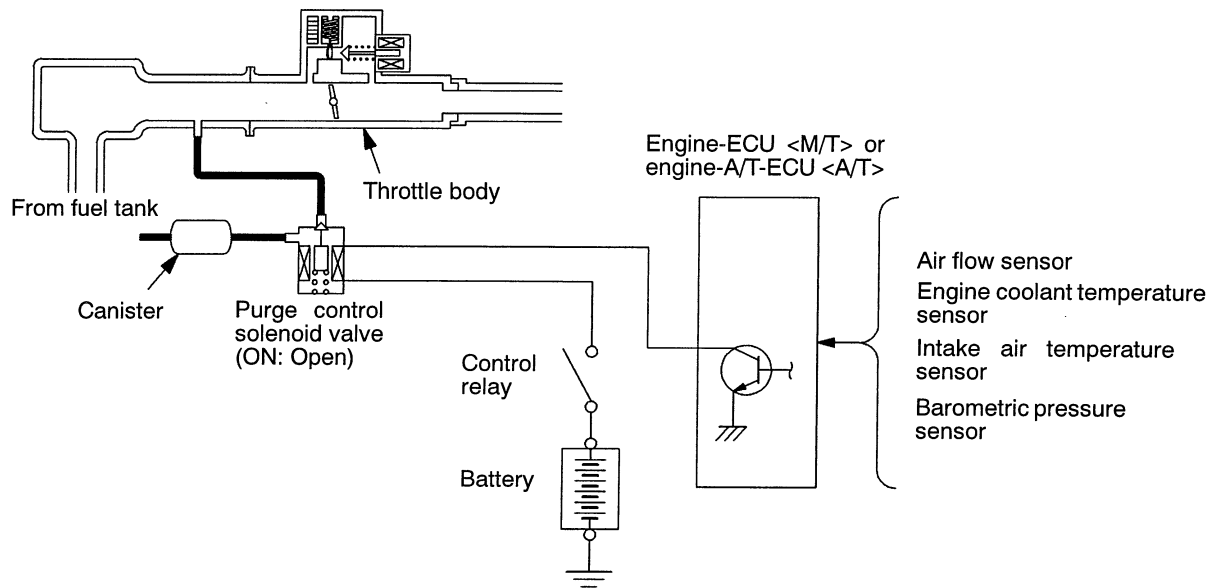 Throttle body
From fuel tank
Canister
Purge control
solenoid valve
(ON: Open)
Control
relay
Battery
Engine-ECU <M/T> or
engine-A/T-ECU <A/T>
Air flow sensor
Engine coolant temperature
sensor
Intake air temperature
sensor
Barometric pressure
sensor